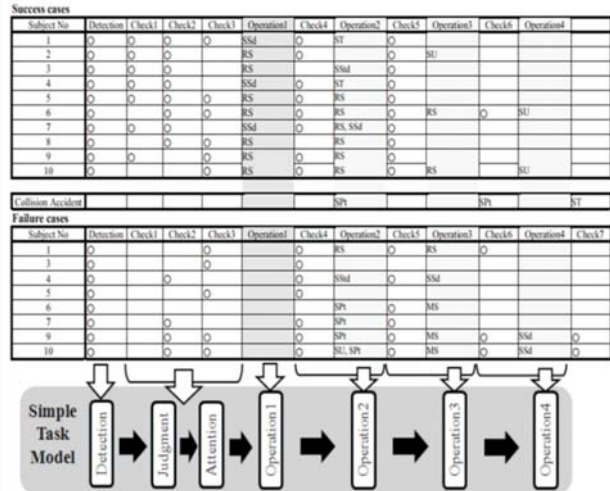 Success cases
Subject No Detection Check1 Check2 Check3 Operation1 Check4 Operation2 Check5 Operation3 Check6 Operation4
1 O O O O SSd O ST O
2 O O O RS O O SU
3 O O O RS SStd O
4 O O O SSd O ST O
5 O O O O RS O RS O
6 O O O RS O RS O RS O SU
7 O O O SSd O RS, SSd O
8 O O O RS RS O
9 O O O RS O RS O
10 O O RS O RS O RS SU
Collision Accident SPt SPt ST
Failure cases
Subject No Detection Check1 Check2 Check3 Operation1 Check4 Operation2 Check5 Operation3 Check6 Operation4 Check7
1 O O O RS O RS O
3 O O O
4 O O O SStd O SSd
5 O O O
6 O SPt O MS
7 O O O SPt O
9 O O O SPt O MS O SSd O
10 O O O SU, SPt O MS O SSd O
Simple
Task
Model
Detection
Judgment
Attention
Operation1
Operation2
Operation3
Operation4